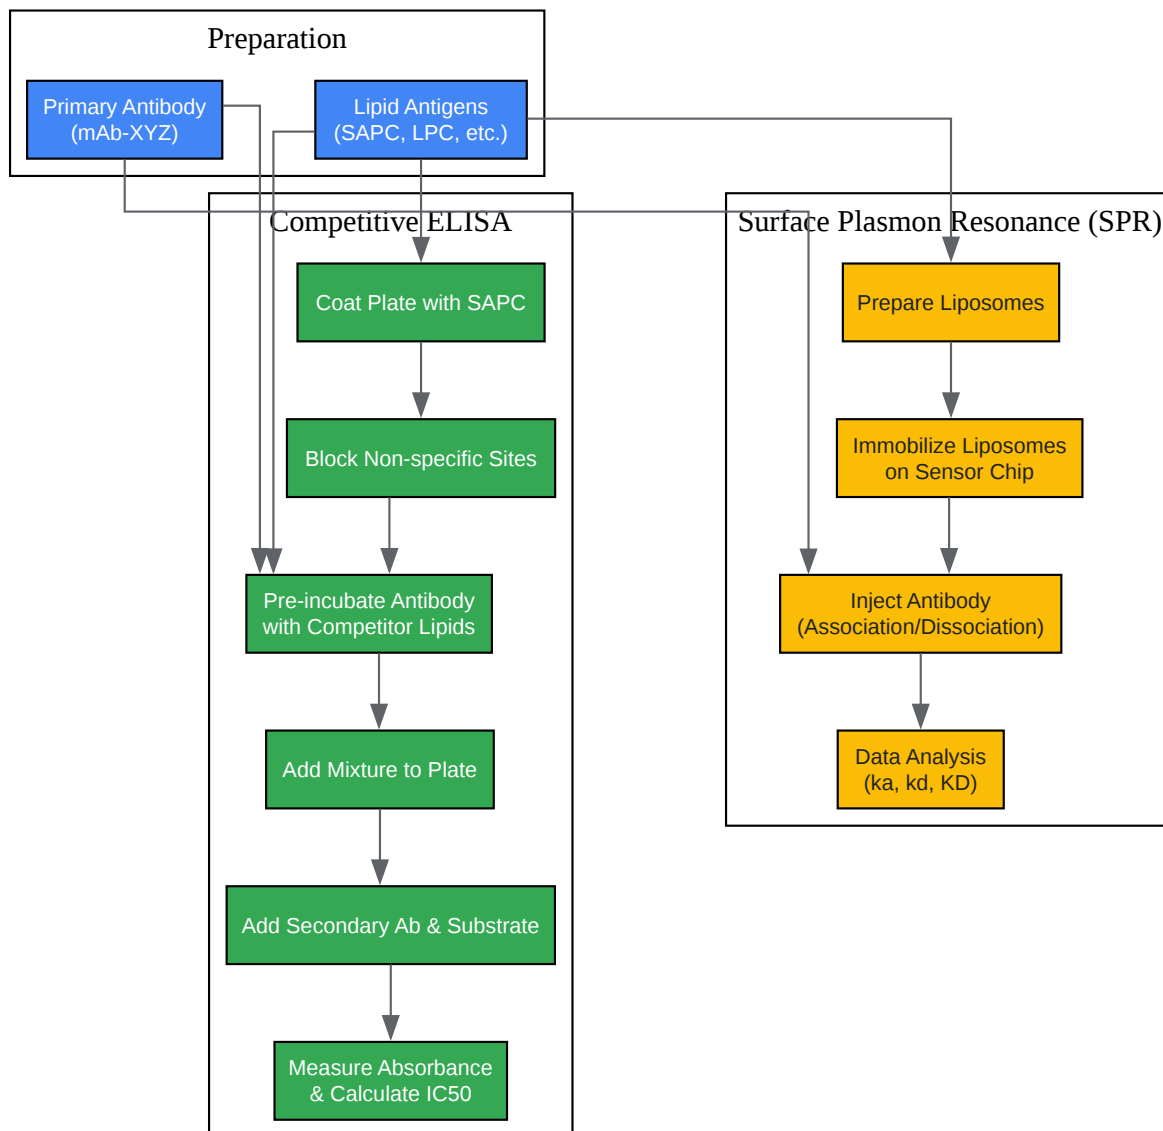 Preparation
Primary Antibody
(mAb-XYZ)
Lipid Antigens
(SAPC, LPC, etc.)
Competitive ELISA
Coat Plate with SAPC
Block Non-specific Sites
Pre-incubate Antibody
with Competitor Lipids
Add Mixture to Plate
Add Secondary Ab & Substrate
Measure Absorbance
& Calculate IC50
Surface Plasmon Resonance (SPR)
Prepare Liposomes
Immobilize Liposomes
on Sensor Chip
Inject Antibody
(Association/Dissociation)
Data Analysis
(ka, kd, KD)